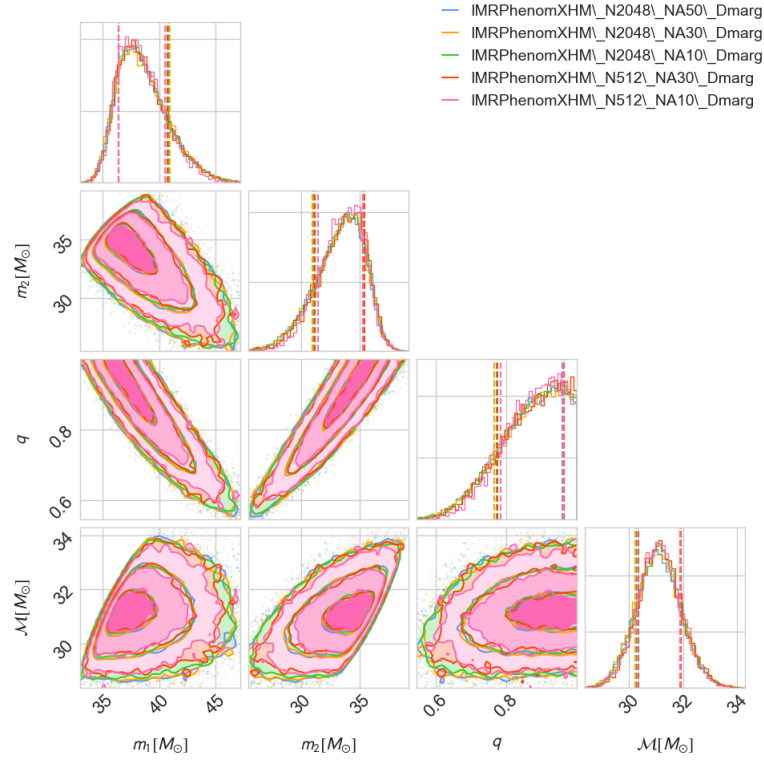 IMRPhenomXHM\_N2048\_NA50\_Dmarg
IMRPhenomXHM\_N2048\_NA30\_Dmarg
IMRPhenomXHM\_N2048\_NA10\_Dmarg
IMRPhenomXHM\_N512\_NA30\_Dmarg
IMRPhenomXHM\_N512\_NA10\_Dmarg
m₂[M⊙]
35
30
q
0.8
0.6
ℳ[M⊙]
34
32
30
35 40 45 30 35 0.6 0.8 30 32 34
m₁[M⊙] m₂[M⊙] q ℳ[M⊙]